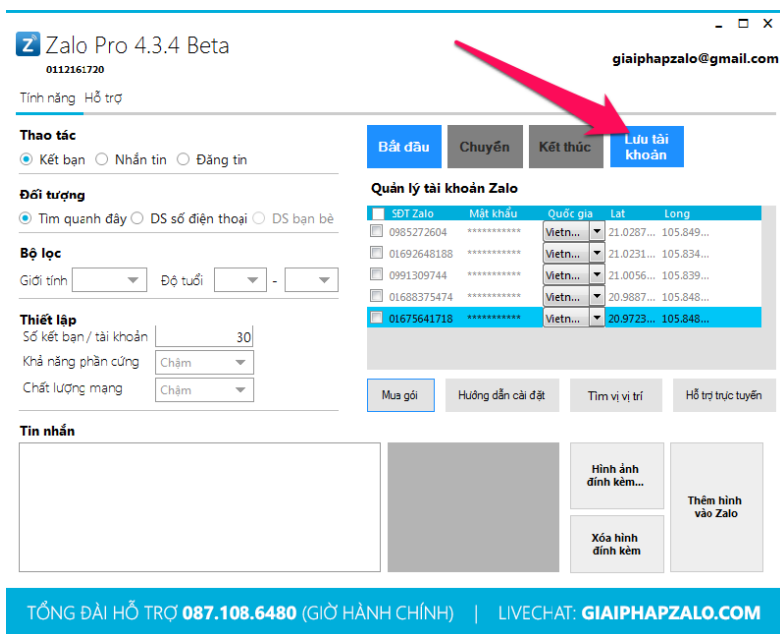 Zalo Pro 4.3.4 Beta
0112161720
giaiphapzalo@gmail.com
Tính năng Hỗ trợ
Thao tác
Kết bạn Nhắn tin Đăng tin
Bắt đầu Chuyển Kết thúc Lưu tài khoản
Đối tượng
Tìm quanh đây DS số điện thoại DS bạn bè
Quản lý tài khoản Zalo
SĐT Zalo Mật khẩu Quốc gia Lat Long
0985272604 *********** Vietn... 21.0287... 105.849...
01692648188 *********** Vietn... 21.0231... 105.834...
0991309744 *********** Vietn... 21.0056... 105.839...
01688375474 *********** Vietn... 20.9887... 105.848...
01675641718 *********** Vietn... 20.9723... 105.848...
Bộ lọc
Giới tính Độ tuổi -
Thiết lập
Số kết bạn / tài khoản 30
Khả năng phần cứng Chậm
Chất lượng mạng Chậm
Mua gói Hướng dẫn cài đặt Tìm vị vị trí Hỗ trợ trực tuyến
Tin nhắn
Hình ảnh đính kèm...
Xóa hình đính kèm
Thêm hình vào Zalo
TỔNG ĐÀI HỖ TRỢ 087.108.6480 (GIỜ HÀNH CHÍNH) | LIVECHAT: GIAIPHAPZALO.COM